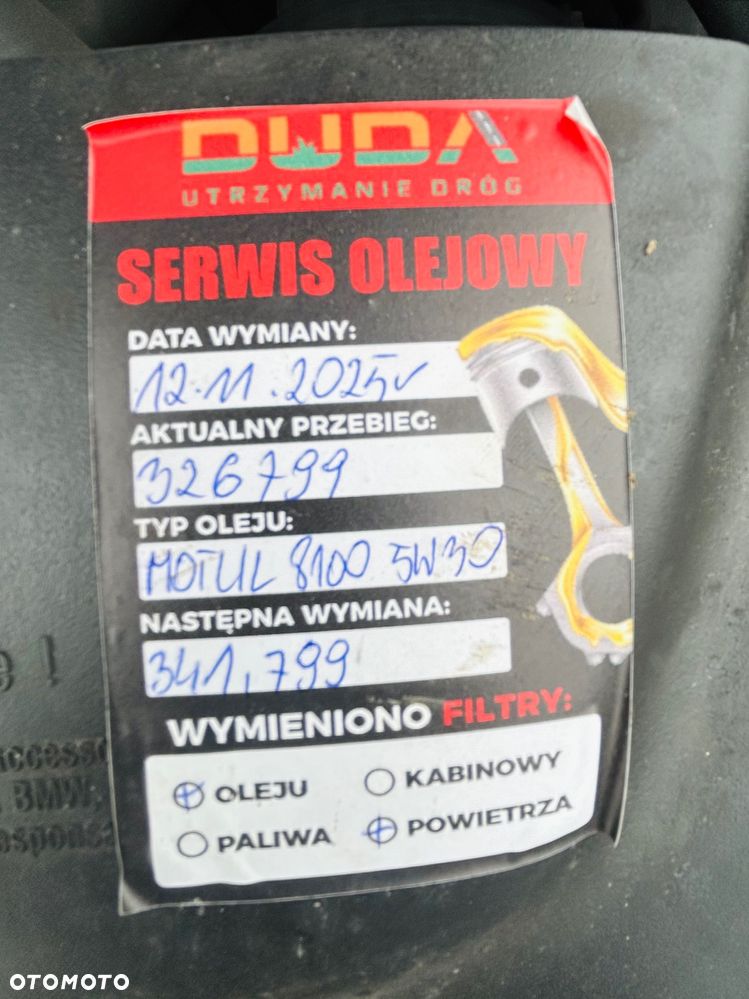 DUDA
UTRZYMANIE DRÓG
SERWIS OLEJOWY
DATA WYMIANY:
12.11.2025r
AKTUALNY PRZEBIEG:
326799
TYP OLEJU:
MOTUL 8100 5W30
NASTĘPNA WYMIANA:
341,799
WYMIENIONO FILTRY:
OLEJU
KABINOWY
PALIWA
POWIETRZA
BMW
OTOMOTO